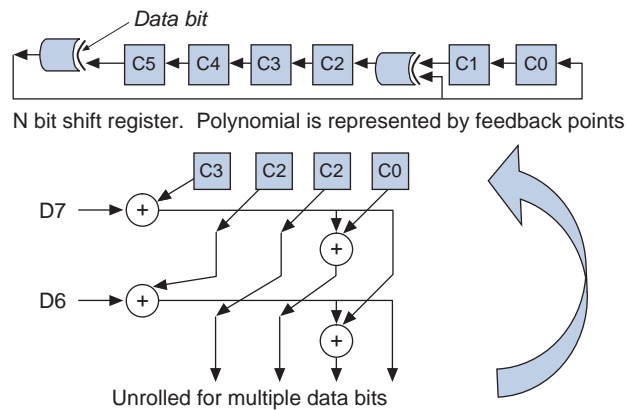 Data bit
C5 C4 C3 C2 C1 C0
N bit shift register. Polynomial is represented by feedback points
C3 C2 C2 C0
D7 +
+
D6 +
+
Unrolled for multiple data bits